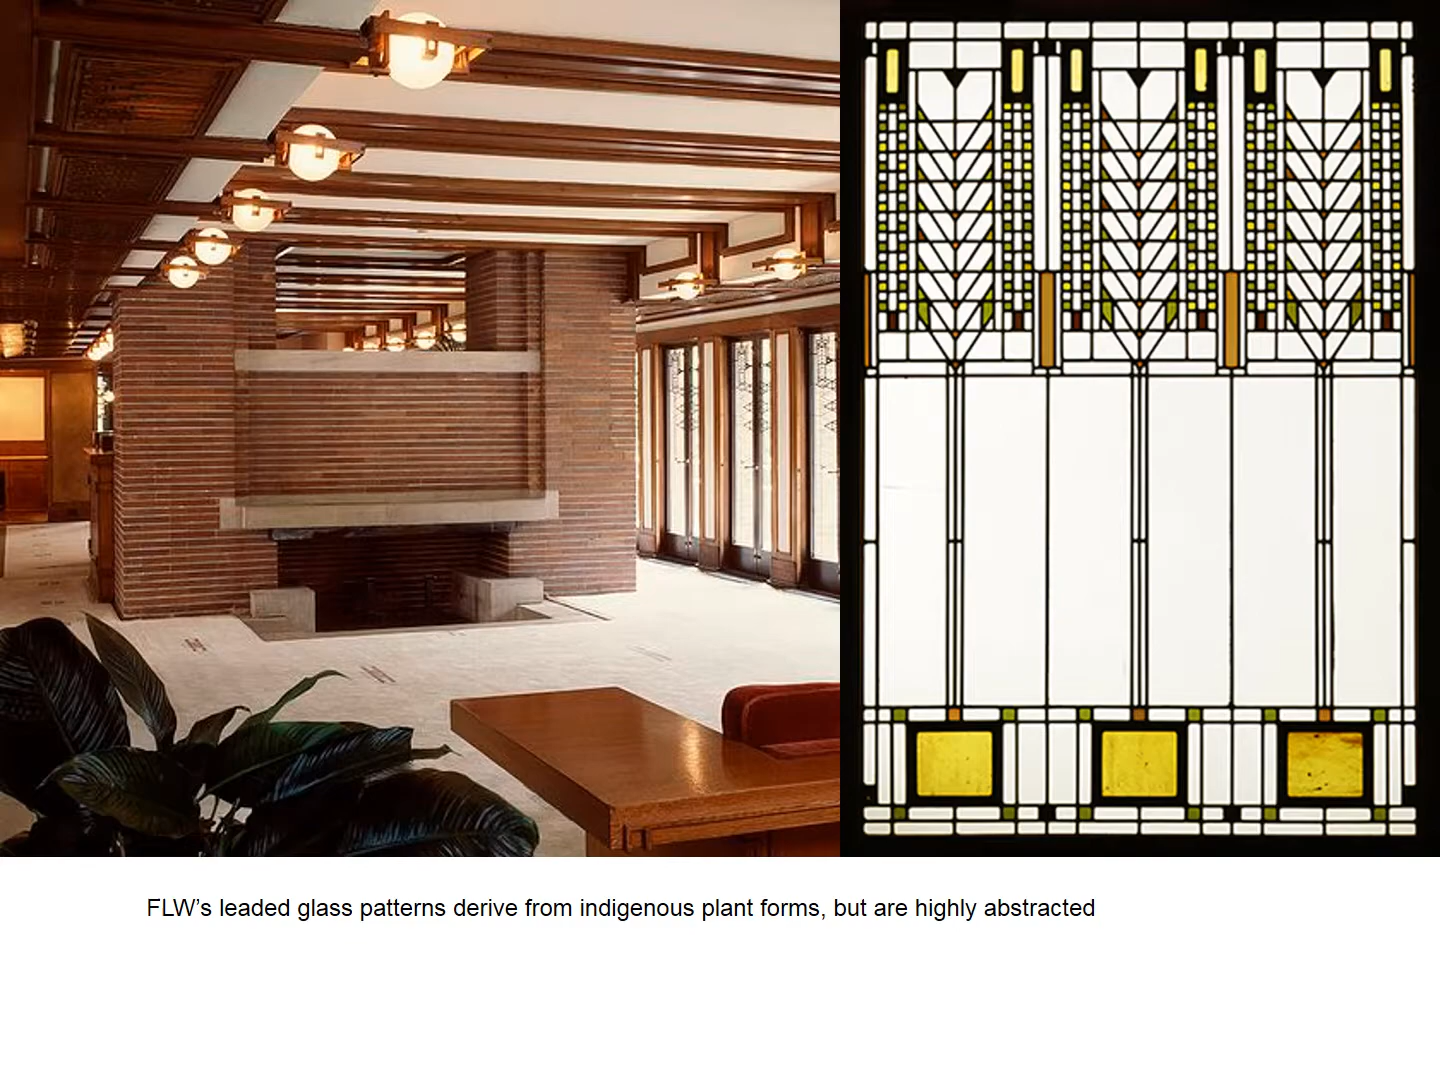 FLW’s leaded glass patterns derive from indigenous plant forms, but are highly abstracted